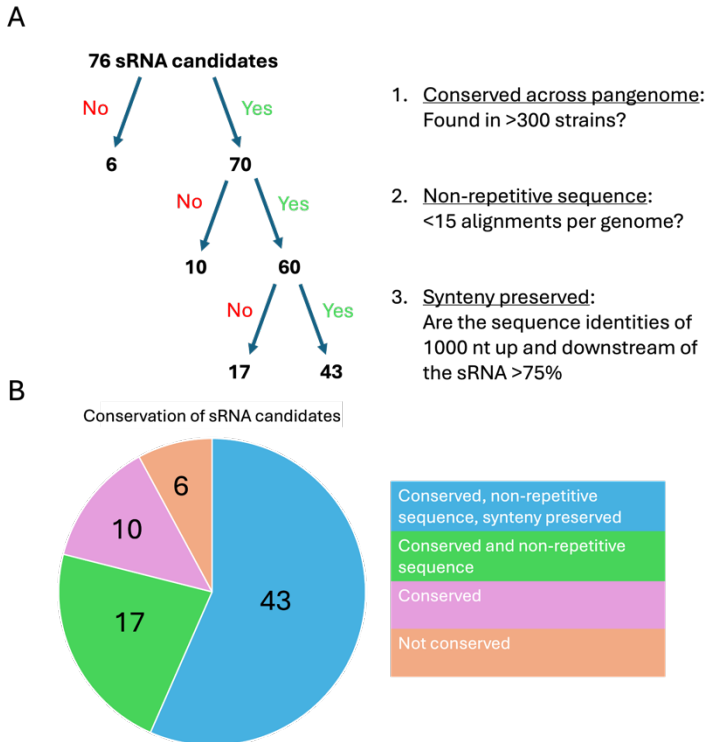 A
76 sRNA candidates
No
Yes
6
70
No
Yes
10
60
No
Yes
17
43
1. Conserved across pangenome:
Found in >300 strains?
2. Non-repetitive sequence:
<15 alignments per genome?
3. Synteny preserved:
Are the sequence identities of
1000 nt up and downstream of
the sRNA >75%
B
Conservation of sRNA candidates
6
10
17
43
Conserved, non-repetitive
sequence, synteny preserved
Conserved and non-repetitive
sequence
Conserved
Not conserved